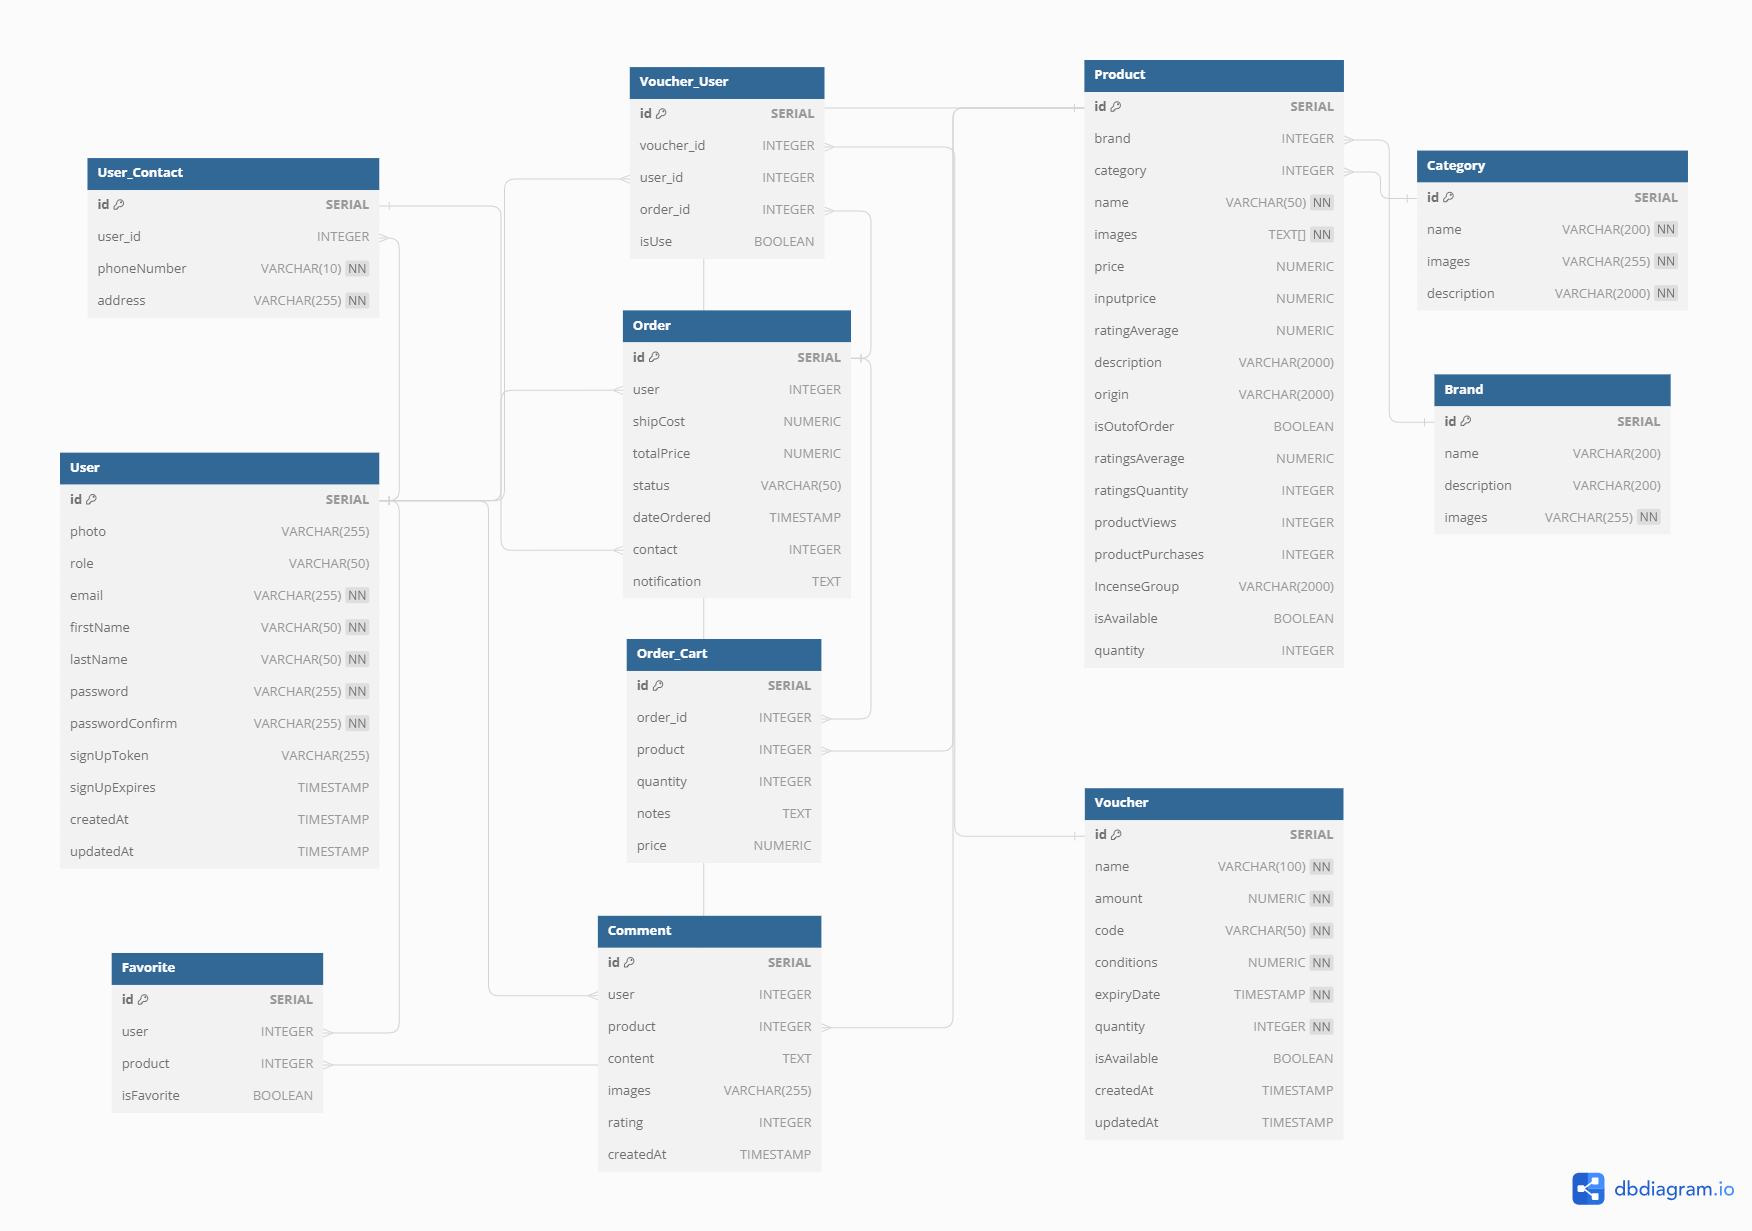 User_Contact
id SERIAL
user_id INTEGER
phoneNumber VARCHAR(10) NN
address VARCHAR(255) NN
User
id SERIAL
photo VARCHAR(255)
role VARCHAR(50)
email VARCHAR(255) NN
firstName VARCHAR(50) NN
lastName VARCHAR(50) NN
password VARCHAR(255) NN
passwordConfirm VARCHAR(255) NN
signUpToken VARCHAR(255)
signUpExpires TIMESTAMP
createdAt TIMESTAMP
updatedAt TIMESTAMP
Favorite
id SERIAL
user INTEGER
product INTEGER
isFavorite BOOLEAN
Voucher_User
id SERIAL
voucher_id INTEGER
user_id INTEGER
order_id INTEGER
isUse BOOLEAN
Order
id SERIAL
user INTEGER
shipCost NUMERIC
totalPrice NUMERIC
status VARCHAR(50)
dateOrdered TIMESTAMP
contact INTEGER
notification TEXT
Order_Cart
id SERIAL
order_id INTEGER
product INTEGER
quantity INTEGER
notes TEXT
price NUMERIC
Comment
id SERIAL
user INTEGER
product INTEGER
content TEXT
images VARCHAR(255)
rating INTEGER
createdAt TIMESTAMP
Product
id SERIAL
brand INTEGER
category INTEGER
name VARCHAR(50) NN
images TEXT[] NN
price NUMERIC
inputprice NUMERIC
ratingAverage NUMERIC
description VARCHAR(2000)
origin VARCHAR(2000)
isOutofOrder BOOLEAN
ratingsAverage NUMERIC
ratingsQuantity INTEGER
productViews INTEGER
productPurchases INTEGER
IncenseGroup VARCHAR(2000)
isAvailable BOOLEAN
quantity INTEGER
Voucher
id SERIAL
name VARCHAR(100) NN
amount NUMERIC NN
code VARCHAR(50) NN
conditions NUMERIC NN
expiryDate TIMESTAMP NN
quantity INTEGER NN
isAvailable BOOLEAN
createdAt TIMESTAMP
updatedAt TIMESTAMP
Category
id SERIAL
name VARCHAR(200) NN
images VARCHAR(255) NN
description VARCHAR(2000) NN
Brand
id SERIAL
name VARCHAR(200)
description VARCHAR(200)
images VARCHAR(255) NN
dbdiagram.io